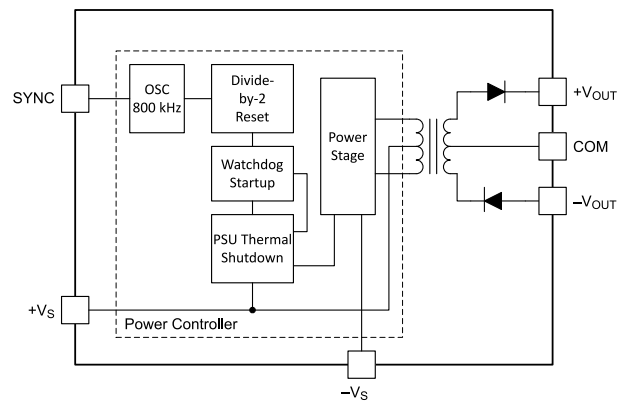 SYNC
OSC
800 kHz
Divide-
by-2
Reset
Watchdog
Startup
PSU Thermal
Shutdown
Power
Stage
+VOUT
COM
–VOUT
+VS
Power Controller
–VS